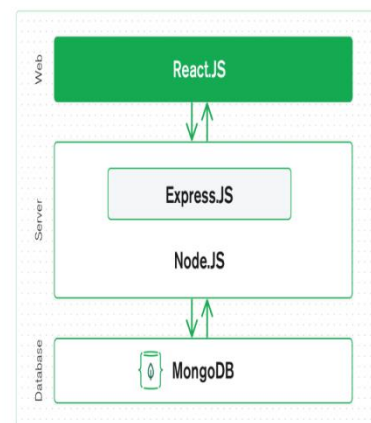 Web
React.JS
Server
Express.JS
Node.JS
Database
MongoDB